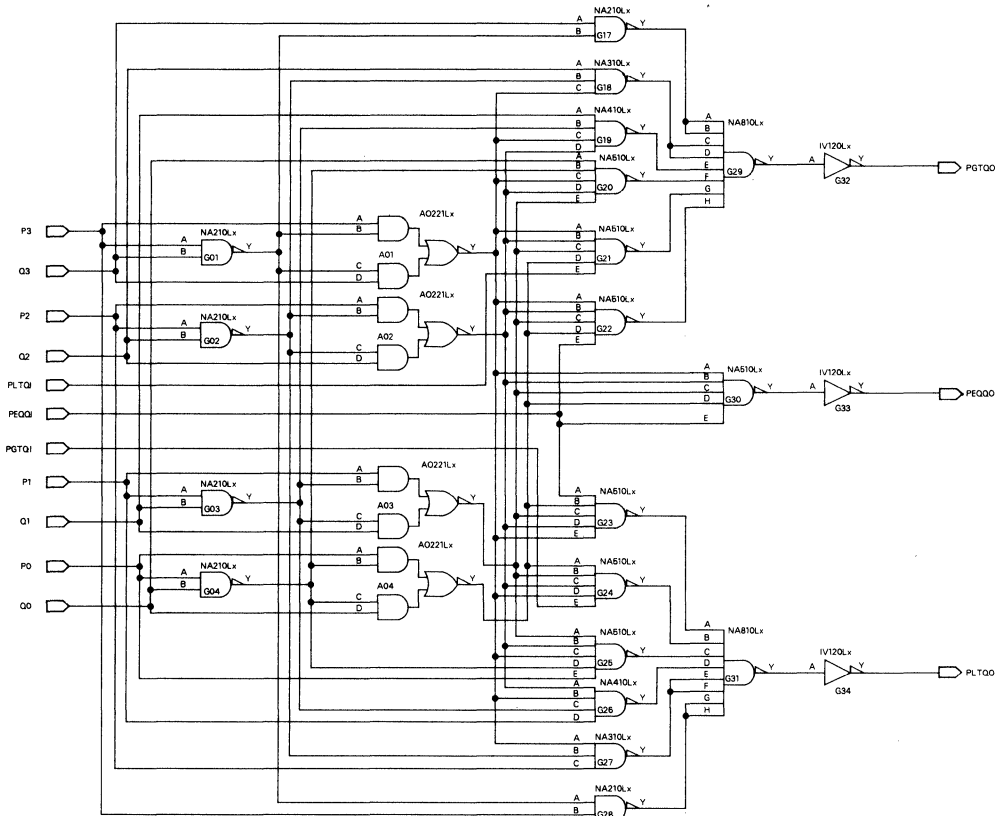 NA210Lx
A
B
G17
Y
NA310Lx
A
B
C
G18
Y
NA410Lx
A
B
C
D
G19
Y
NA510Lx
A
B
C
D
E
G20
Y
NA810Lx
A
B
C
D
E
F
G
H
G29
Y
IV120Lx
A
Y
G32
PGTQO
P3
Q3
NA210Lx
A
B
G01
Y
AO221Lx
A
B
A01
C
D
Y
NA510Lx
A
B
C
D
E
G21
Y
P2
Q2
NA210Lx
A
B
G02
Y
AO221Lx
A
B
A02
C
D
Y
NA510Lx
A
B
C
D
E
G22
Y
PLTQI
PEQQI
PGTQI
NA510Lx
A
B
C
D
E
G30
Y
IV120Lx
A
Y
G33
PEQQO
P1
Q1
NA210Lx
A
B
G03
Y
AO221Lx
A
B
A03
C
D
Y
NA510Lx
A
B
C
D
E
G23
Y
P0
Q0
NA210Lx
A
B
G04
Y
AO221Lx
A
B
A04
C
D
Y
NA510Lx
A
B
C
D
E
G24
Y
NA510Lx
A
B
C
D
E
G25
Y
NA410Lx
A
B
C
D
G26
Y
NA810Lx
A
B
C
D
E
F
G
H
G31
Y
IV120Lx
A
Y
G34
PLTQO
NA310Lx
A
B
C
G27
Y
NA210Lx
A
B
G28
Y